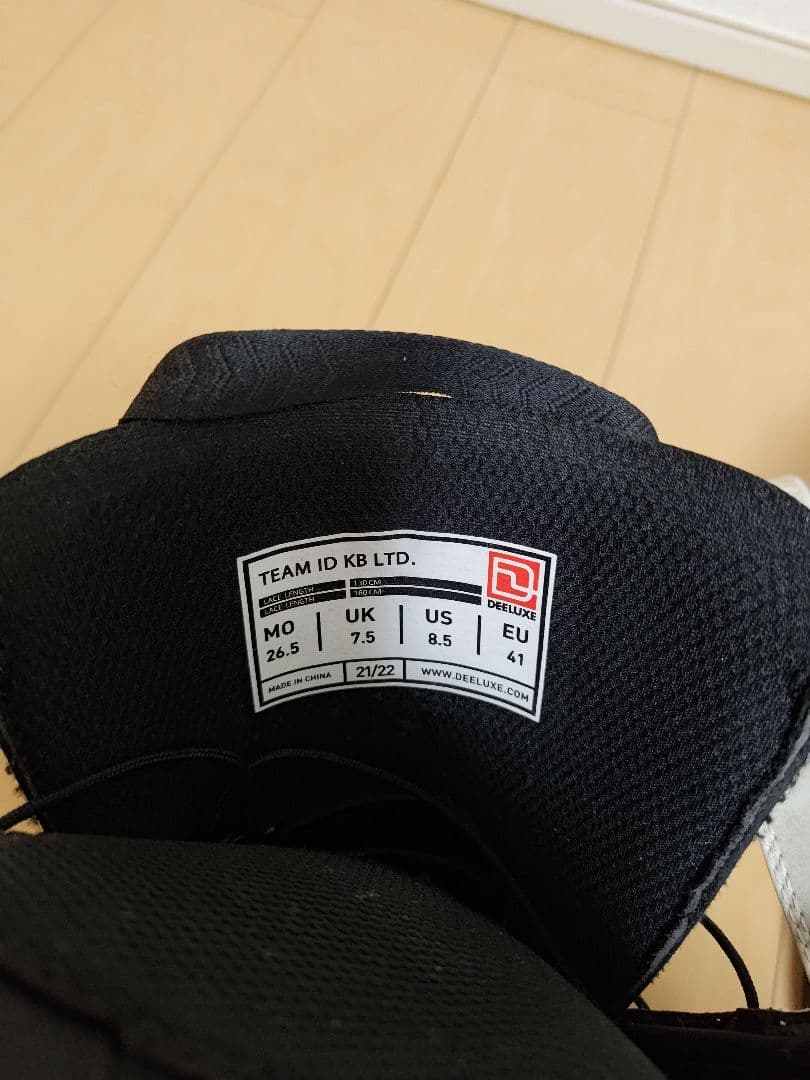 TEAM ID KB LTD.
LACE LENGTH 130 CM
LACE LENGTH 160 CM
DEELUXE
MO UK US EU
26.5 7.5 8.5 41
MADE IN CHINA 21/22 WWW.DEELUXE.COM